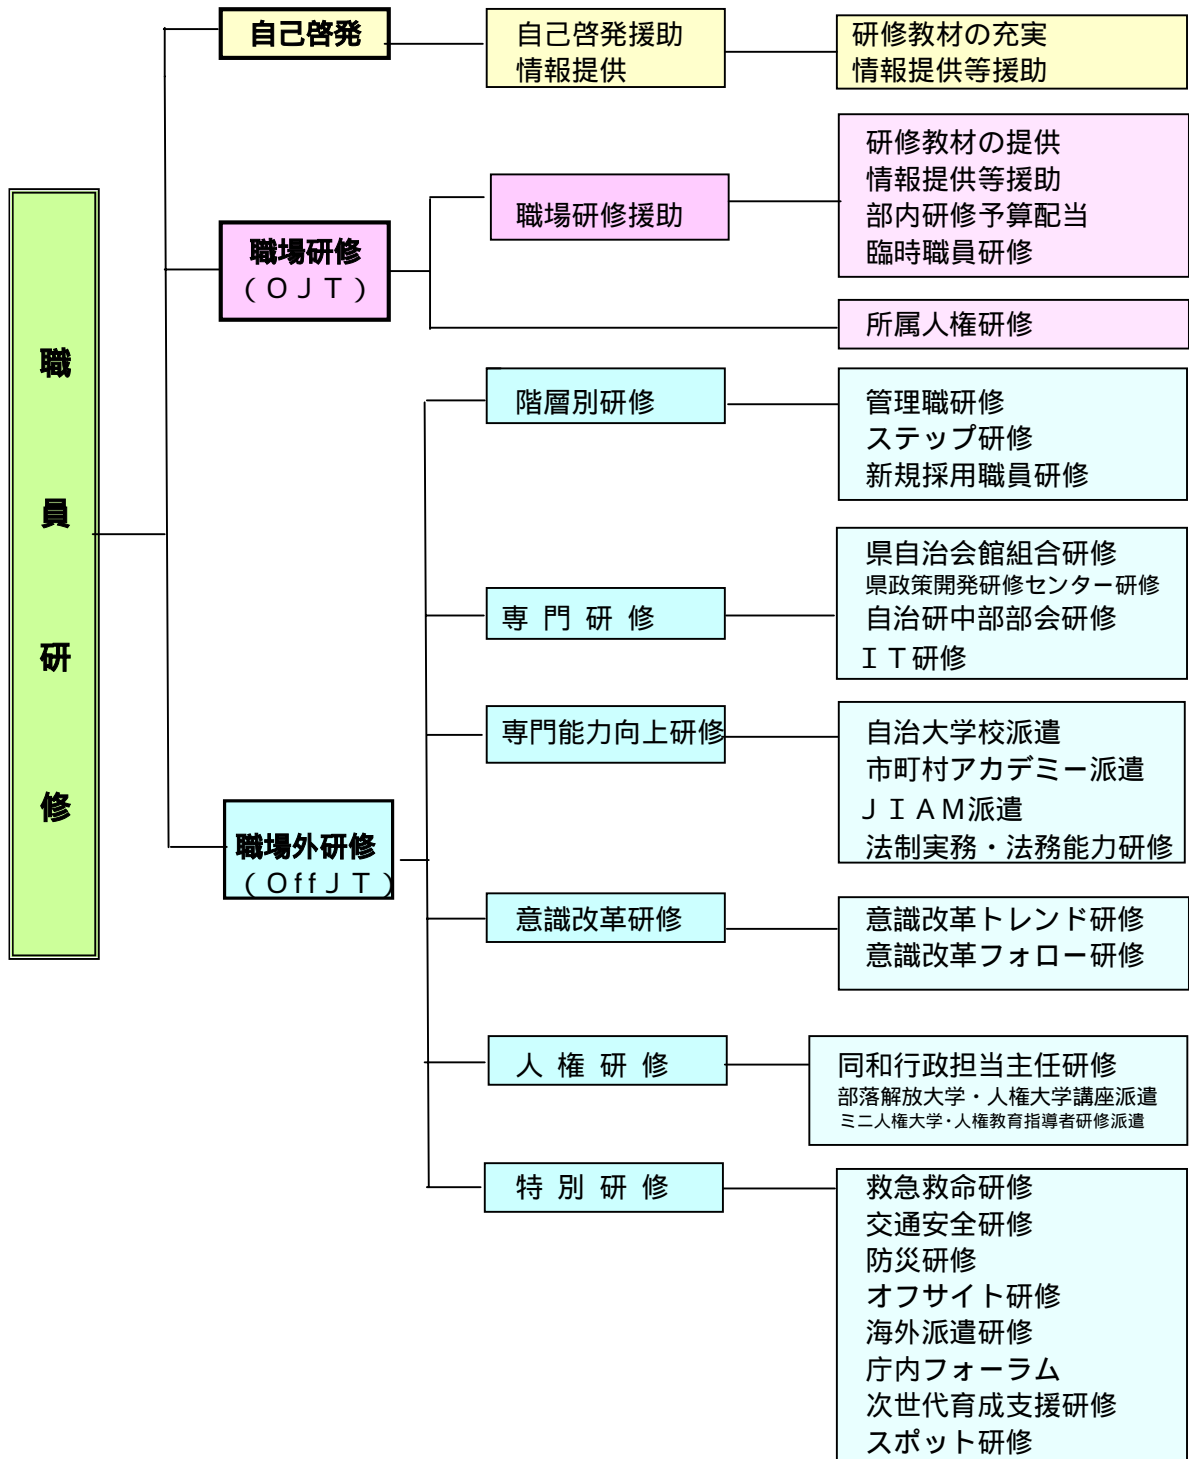 職員研修
自己啓発
自己啓発援助
情報提供
研修教材の充実
情報提供等援助
職場研修
(ＯＪＴ)
職場研修援助
研修教材の提供
情報提供等援助
部内研修予算配当
臨時職員研修
所属人権研修
職場外研修
(ＯffＪＴ)
階層別研修
管理職研修
ステップ研修
新規採用職員研修
専門研修
県自治会館組合研修
県政策開発研修センター研修
自治研中部部会研修
ＩＴ研修
専門能力向上研修
自治大学校派遣
市町村アカデミー派遣
ＪＩＡＭ派遣
法制実務・法務能力研修
意識改革研修
意識改革トレンド研修
意識改革フォロー研修
人権研修
同和行政担当主任研修
部落解放大学・人権大学講座派遣
ミニ人権大学・人権教育指導者研修派遣
特別研修
救急救命研修
交通安全研修
防災研修
オフサイト研修
海外派遣研修
庁内フォーラム
次世代育成支援研修
スポット研修